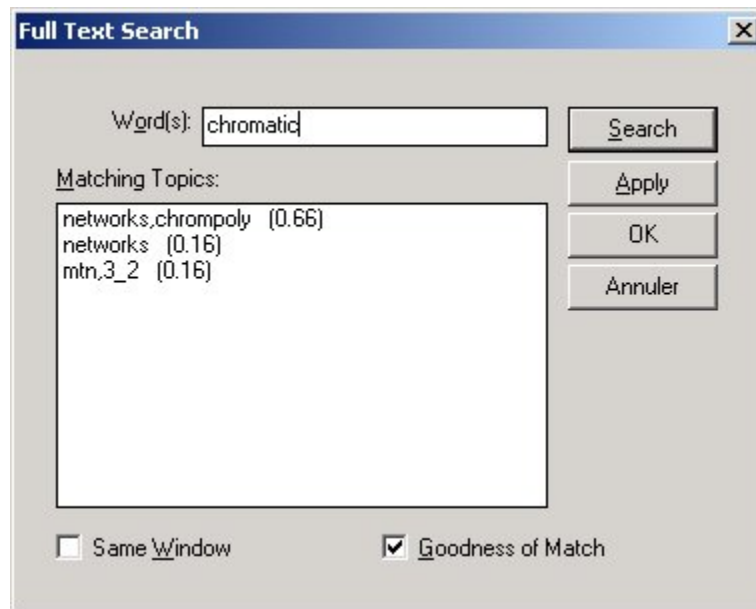 Full Text Search
Word(s): chromatic
Search
Matching Topics:
Apply
networks,chrompoly (0.66)
networks (0.16)
mtn,3_2 (0.16)
OK
Annuler
Same Window
Goodness of Match